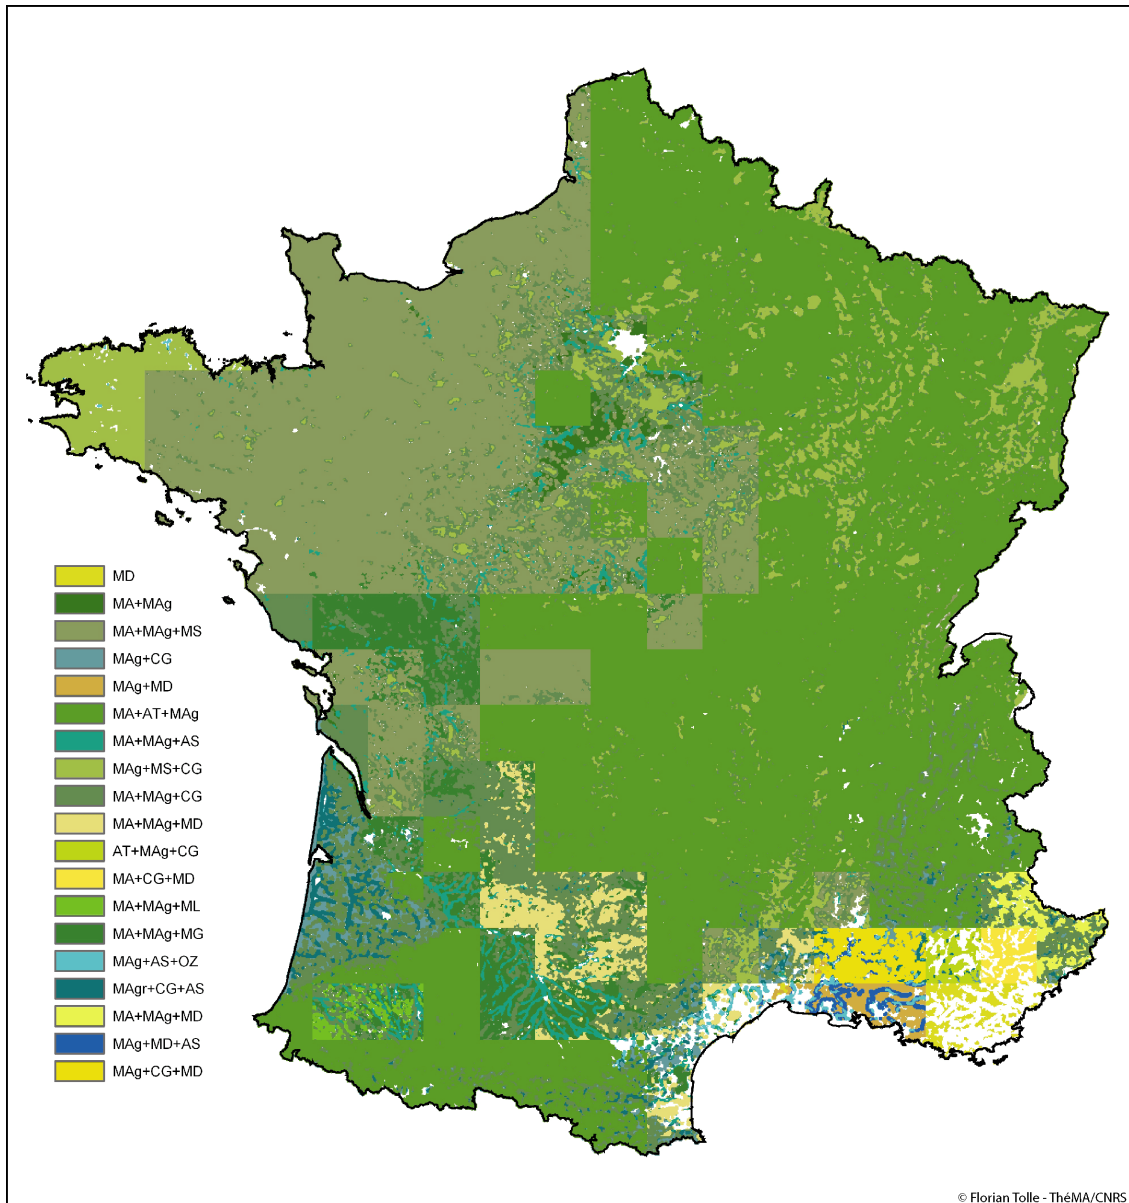 MD
MA+MAg
MA+MAg+MS
MAg+CG
MAg+MD
MA+AT+MAg
MA+MAg+AS
MAg+MS+CG
MA+MAg+CG
MA+MAg+MD
AT+MAg+CG
MA+CG+MD
MA+MAg+ML
MA+MAg+MG
MAg+AS+OZ
MAgr+CG+AS
MA+MAg+MD
MAg+MD+AS
MAg+CG+MD
© Florian Tolle - ThéMA/CNRS